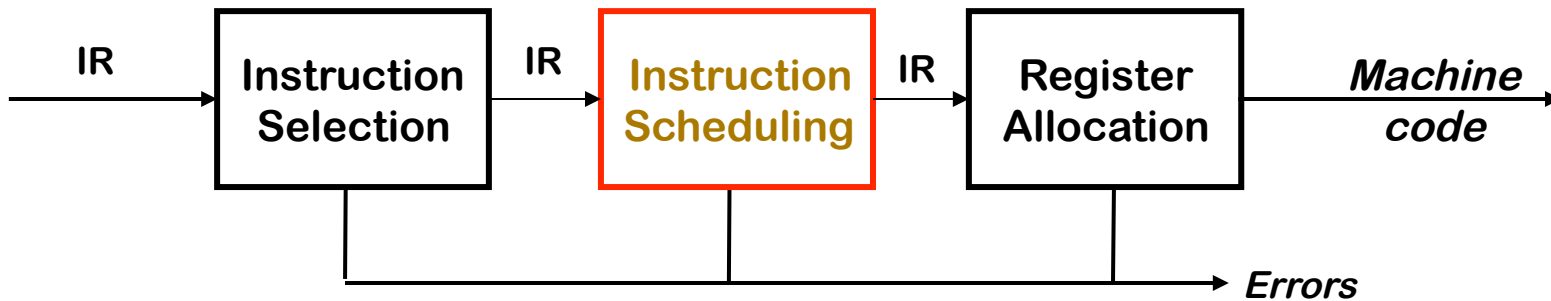 IR
Instruction
Selection
IR
Instruction
Scheduling
IR
Register
Allocation
Machine
code
Errors